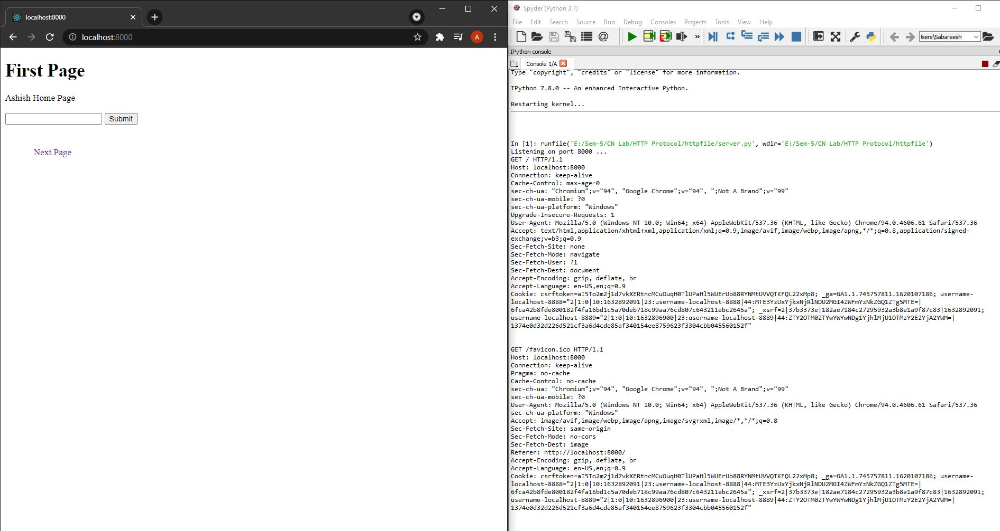 localhost:8000
localhost:8000
A
First Page
Ashish Home Page
Submit
Next Page
Spyder (Python 3.7)
File Edit Search Source Run Debug Consoles Projects Tools View Help
Jsers\Sabareesh
IPython console
Console 1/A
Type "copyright", "credits" or "license" for more information.
IPython 7.8.0 -- An enhanced Interactive Python.
Restarting kernel...
In [1]: runfile('E:/Sem-5/CN Lab/HTTP Protocol/httpfile/server.py', wdir='E:/Sem-5/CN Lab/HTTP Protocol/httpfile')
Listening on port 8000 ...
GET / HTTP/1.1
Host: localhost:8000
Connection: keep-alive
Cache-Control: max-age=0
sec-ch-ua: "Chromium";v="94", "Google Chrome";v="94", ";Not A Brand";v="99"
sec-ch-ua-mobile: ?0
sec-ch-ua-platform: "Windows"
Upgrade-Insecure-Requests: 1
User-Agent: Mozilla/5.0 (Windows NT 10.0; Win64; x64) AppleWebKit/537.36 (KHTML, like Gecko) Chrome/94.0.4606.61 Safari/537.36
Accept: text/html,application/xhtml+xml,application/xml;q=0.9,image/avif,image/webp,image/apng,*/*;q=0.8,application/signed-
exchange;v=b3;q=0.9
Sec-Fetch-Site: none
Sec-Fetch-Mode: navigate
Sec-Fetch-User: ?1
Sec-Fetch-Dest: document
Accept-Encoding: gzip, deflate, br
Accept-Language: en-US,en;q=0.9
Cookie: csrftoken=aI5To2m2j1d7vkXERtncMCuOuqH0TlUPaHl5WUErUb88RYNMtUVVQTKFQL22xMp8; _ga=GA1.1.745757811.1620107186; username-
localhost-8888="2|1:0|10:1632892091|23:username-localhost-8888|44:MTE3YzUxYjkxNjRlNDU2MGI4ZWFmYzNkZGQ1ZTg5MTE=|
6fca42b8fde800182f4fa16bd1c5a70deb718c99aa76cd807c643211ebc2645a"; _xsrf=2|37b3373e|182ae7184c27295932a3b8e1a9f87c83|1632892091;
username-localhost-8889="2|1:0|10:1632896900|23:username-localhost-8889|44:ZTY2OTM0ZTYwYWYwNDg1YjhlMjU1OTMzY2E2YjA2YWM=|
1374e0d32d226d521cf3a6d4cde85af340154ee8759623f3304cbb045560152f"
GET /favicon.ico HTTP/1.1
Host: localhost:8000
Connection: keep-alive
Pragma: no-cache
Cache-Control: no-cache
sec-ch-ua: "Chromium";v="94", "Google Chrome";v="94", ";Not A Brand";v="99"
sec-ch-ua-mobile: ?0
User-Agent: Mozilla/5.0 (Windows NT 10.0; Win64; x64) AppleWebKit/537.36 (KHTML, like Gecko) Chrome/94.0.4606.61 Safari/537.36
sec-ch-ua-platform: "Windows"
Accept: image/avif,image/webp,image/apng,image/svg+xml,image/*,*/*;q=0.8
Sec-Fetch-Site: same-origin
Sec-Fetch-Mode: no-cors
Sec-Fetch-Dest: image
Referer: http://localhost:8000/
Accept-Encoding: gzip, deflate, br
Accept-Language: en-US,en;q=0.9
Cookie: csrftoken=aI5To2m2j1d7vkXERtncMCuOuqH0TlUPaHl5WUErUb88RYNMtUVVQTKFQL22xMp8; _ga=GA1.1.745757811.1620107186; username-
localhost-8888="2|1:0|10:1632892091|23:username-localhost-8888|44:MTE3YzUxYjkxNjRlNDU2MGI4ZWFmYzNkZGQ1ZTg5MTE=|
6fca42b8fde800182f4fa16bd1c5a70deb718c99aa76cd807c643211ebc2645a"; _xsrf=2|37b3373e|182ae7184c27295932a3b8e1a9f87c83|1632892091;
username-localhost-8889="2|1:0|10:1632896900|23:username-localhost-8889|44:ZTY2OTM0ZTYwYWYwNDg1YjhlMjU1OTMzY2E2YjA2YWM=|
1374e0d32d226d521cf3a6d4cde85af340154ee8759623f3304cbb045560152f"